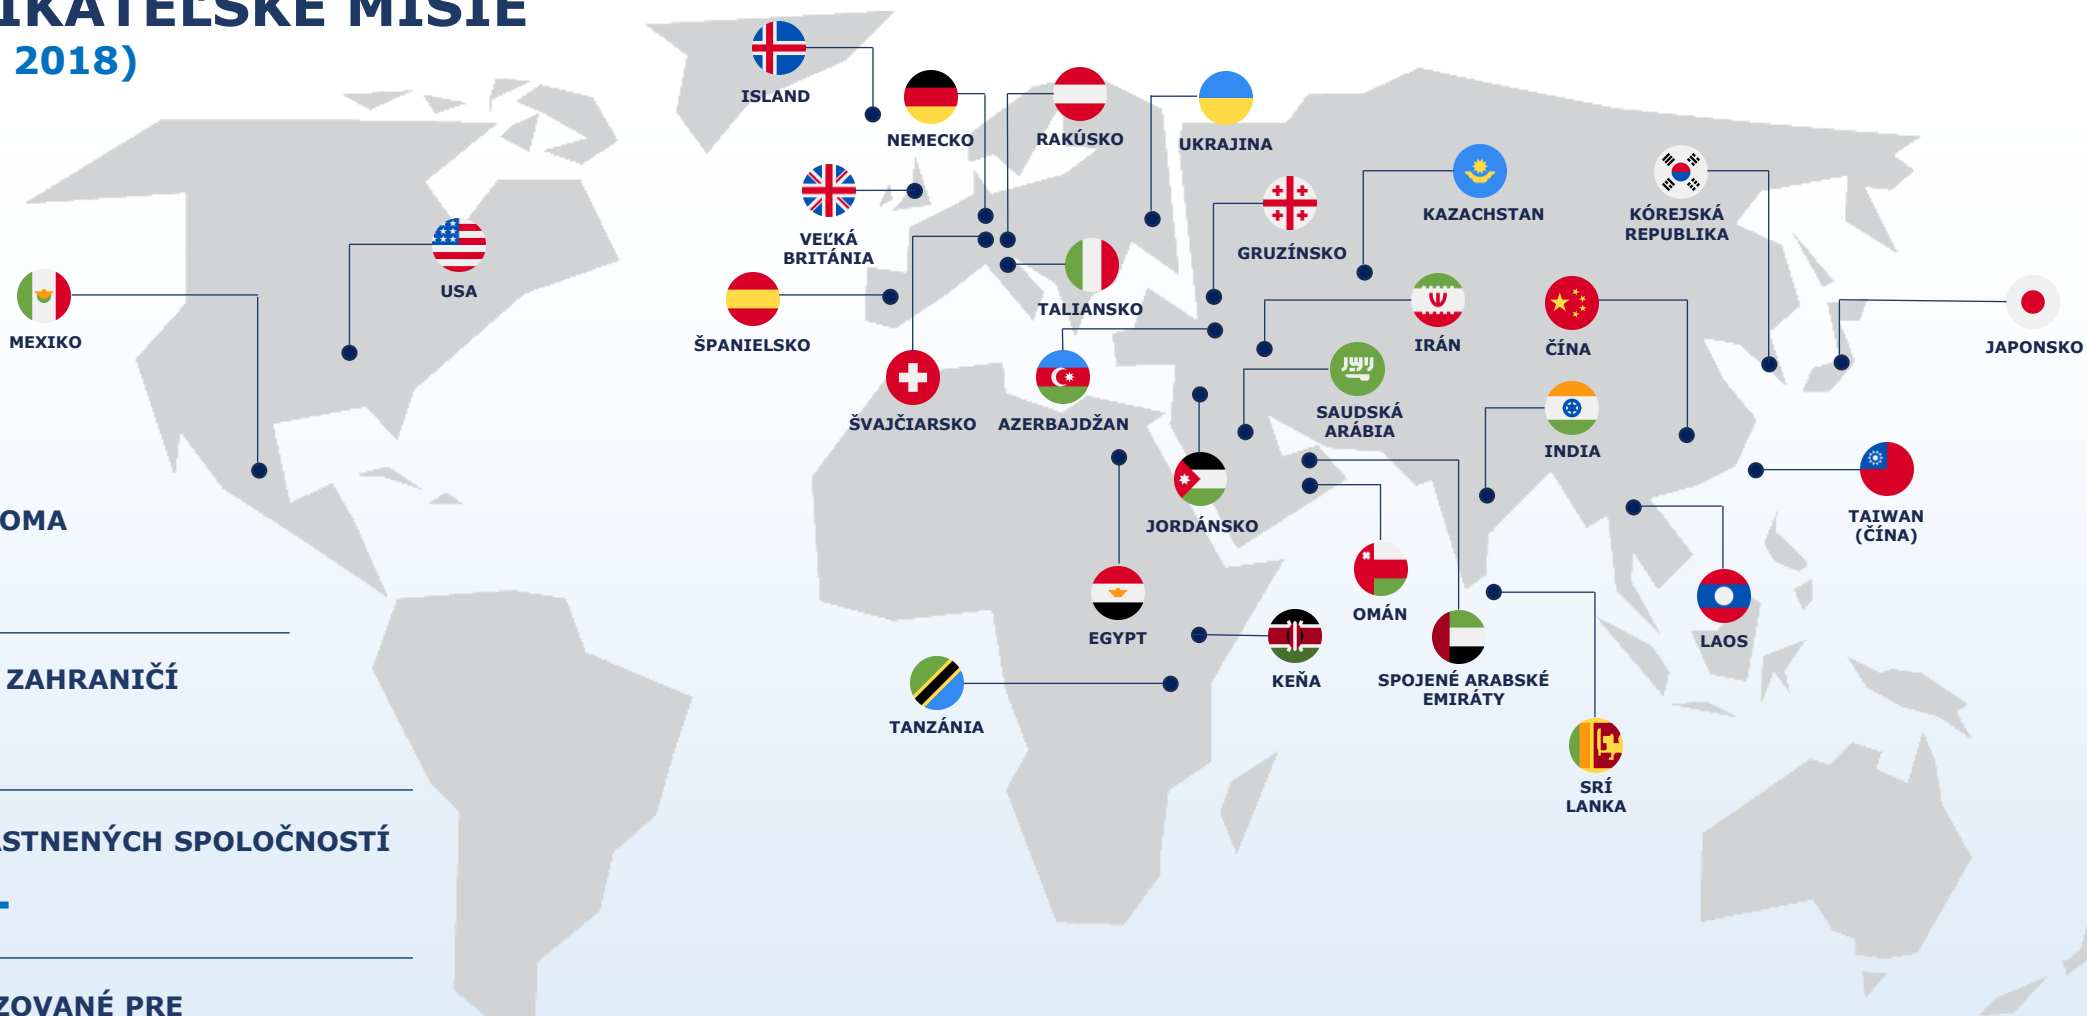 IKATEĽSKÉ MISIE
2018)
ISLAND
NEMECKO
RAKÚSKO
UKRAJINA
VEĽKÁ
BRITÁNIA
USA
MEXIKO
ŠPANIELSKO
TALIANSKO
GRUZÍNSKO
KAZACHSTAN
KÓREJSKÁ
REPUBLIKA
IRÁN
ČÍNA
JAPONSKO
ŠVAJČIARSKO
AZERBAJDŽAN
SAUDSKÁ
ARÁBIA
INDIA
JORDÁNSKO
TAIWAN
(ČÍNA)
OMA
EGYPT
KEŇA
OMÁN
SPOJENÉ ARABSKÉ
EMIRÁTY
LAOS
ZAHRANIČÍ
TANZÁNIA
SRÍ
LANKA
ASTNENÝCH SPOLOČNOSTÍ
ZOVANÉ PRE